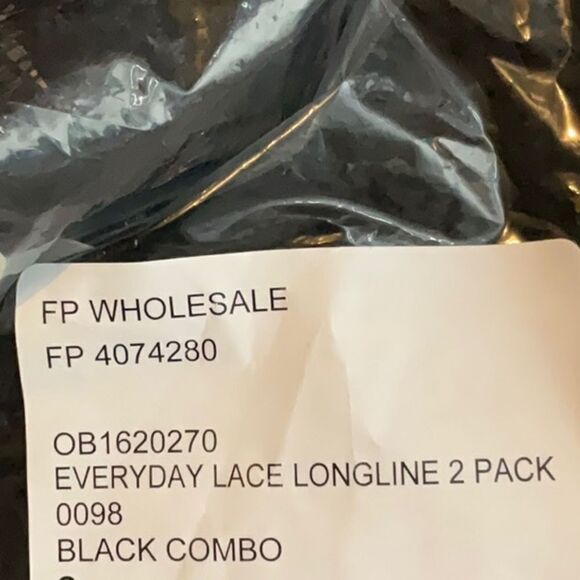 FP WHOLESALE
FP 4074280
OB1620270
EVERYDAY LACE LONGLINE 2 PACK
0098
BLACK COMBO